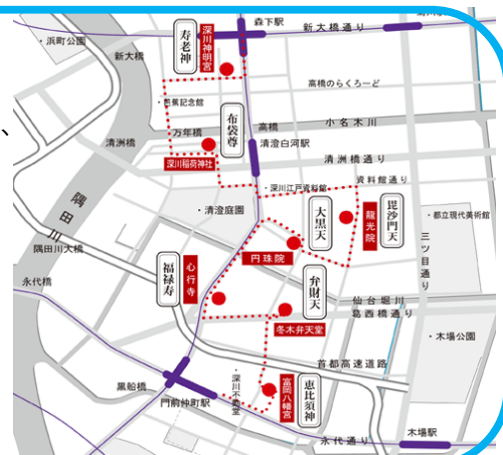 森下駅
新大橋通り
・浜町公園
新大橋
寿老神
深川神明宮
高橋のらくろーど
・芭蕉記念館
布袋尊
小名木川
、
万年橋
高橋
清洲橋
清澄白河駅
深川稲荷神社
清洲橋通り
資料館通り
・深川江戸資料館
隅田川
・清澄庭園
大黒天
毘沙門天
龍光院
・都立現代美術館
三ツ目通り
隅田川大橋
円珠院
福禄寿
心行寺
弁財天
永代橋
仙台堀川
葛西橋通り
冬木弁天堂
・木場公園
首都高速道路
黒船橋
・深川不動堂
富岡八幡宮
恵比須神
門前仲町駅
木場駅
永代通り